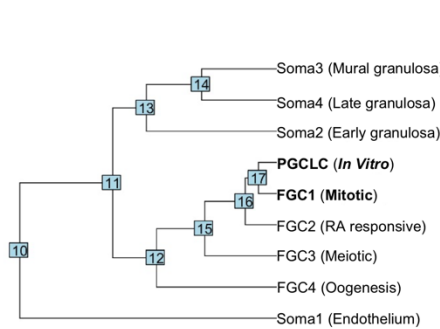 Soma3 (Mural granulosa
14
Soma4 (Late granulosa)
13
Soma2 (Early granulosa)
PGCLC (In Vitro)
17
11
FGC1 (Mitotic)
16
FGC2 (RA responsive)
15
10
12
FGC3 (Meiotic)
FGC4 (Oogenesis)
Soma1 (Endothelium)